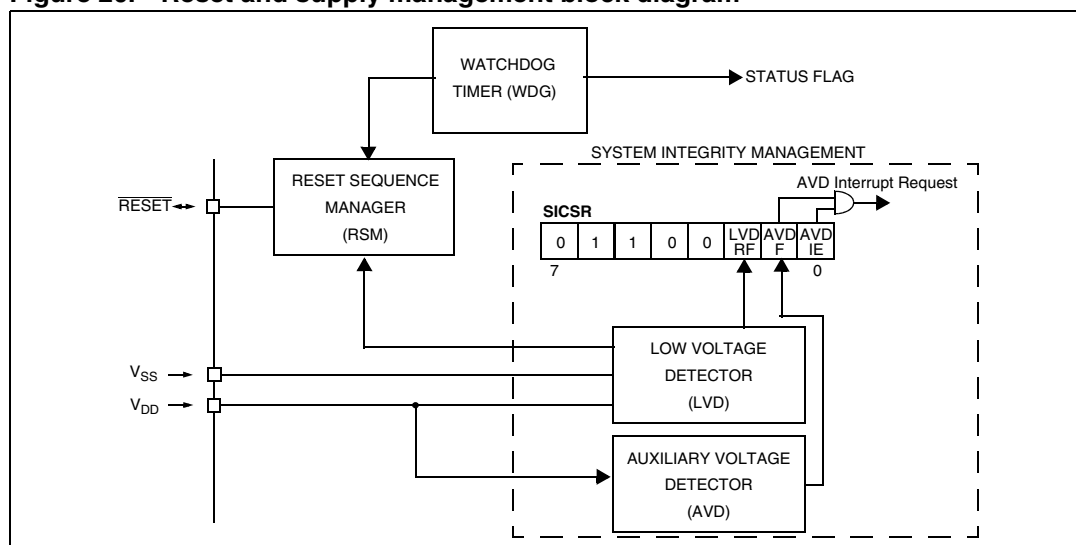 Figure 20. Reset and supply management block diagram
WATCHDOG
TIMER (WDG)
STATUS FLAG
SYSTEM INTEGRITY MANAGEMENT
RESET SEQUENCE
MANAGER
(RSM)
AVD Interrupt Request
RESET
SICSR
0 1 1 0 0 LVD RF AVD F AVD IE
7 0
LOW VOLTAGE
DETECTOR
(LVD)
VSS
VDD
AUXILIARY VOLTAGE
DETECTOR
(AVD)